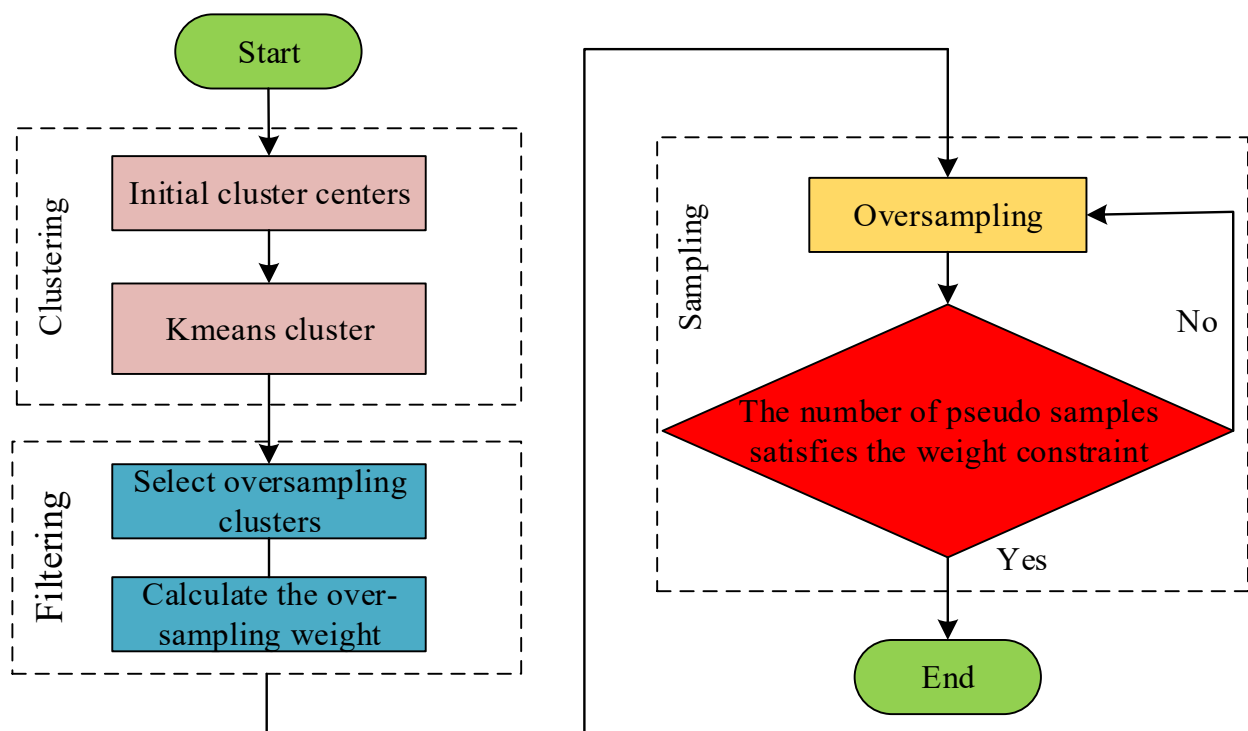 Start
Clustering
Initial cluster centers
Kmeans cluster
Filtering
Select oversampling
clusters
Calculate the over-
sampling weight
Sampling
Oversampling
No
The number of pseudo samples
satisfies the weight constraint
Yes
End